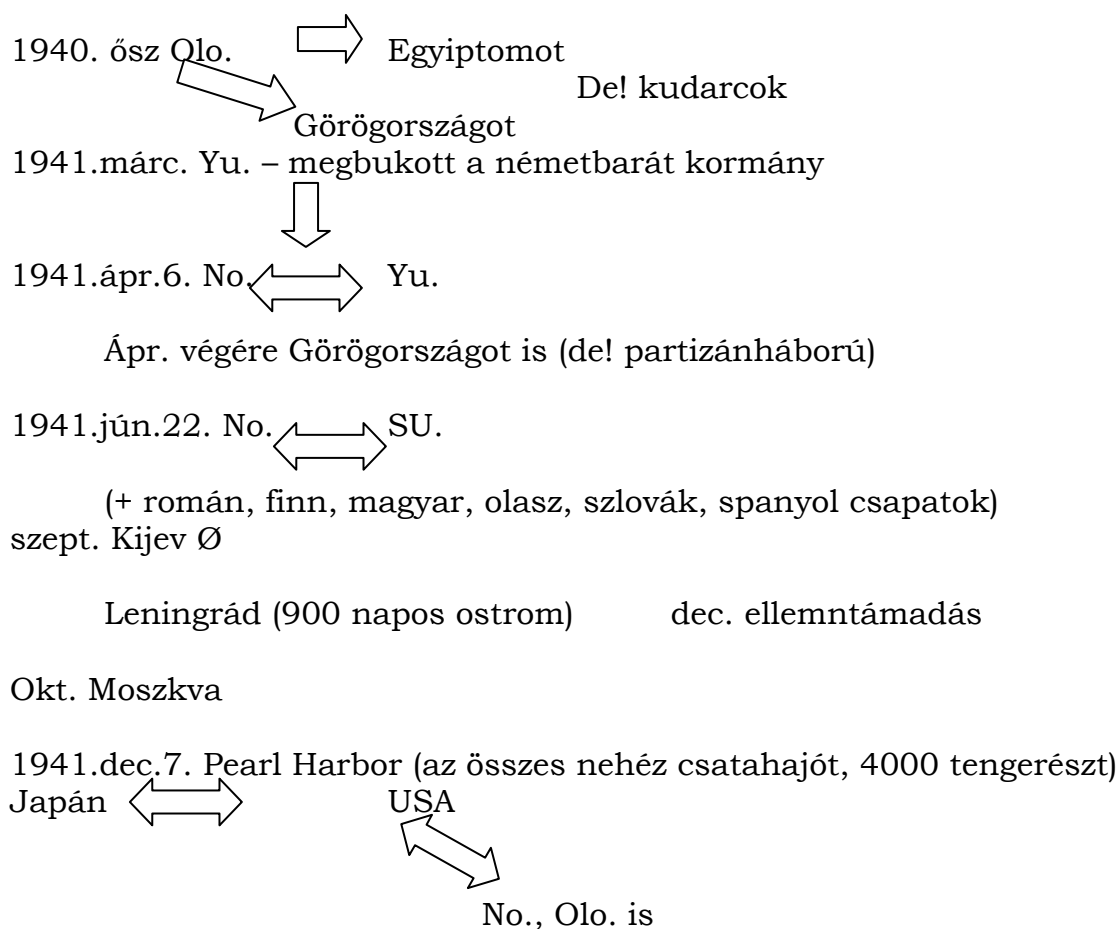 1940. ősz Olo. Egyiptomot
De! kudarcok
Görögországot
1941.márc. Yu. – megbukott a németbarát kormány
1941.ápr.6. No. Yu.
Ápr. végére Görögországot is (de! partizánháború)
1941.jún.22. No. SU.
(+ román, finn, magyar, olasz, szlovák, spanyol csapatok)
szept. Kijev Ø
Leningrád (900 napos ostrom) dec. ellemntámadás
Okt. Moszkva
1941.dec.7. Pearl Harbor (az összes nehéz csatahajót, 4000 tengerészt)
Japán USA
No., Olo. is